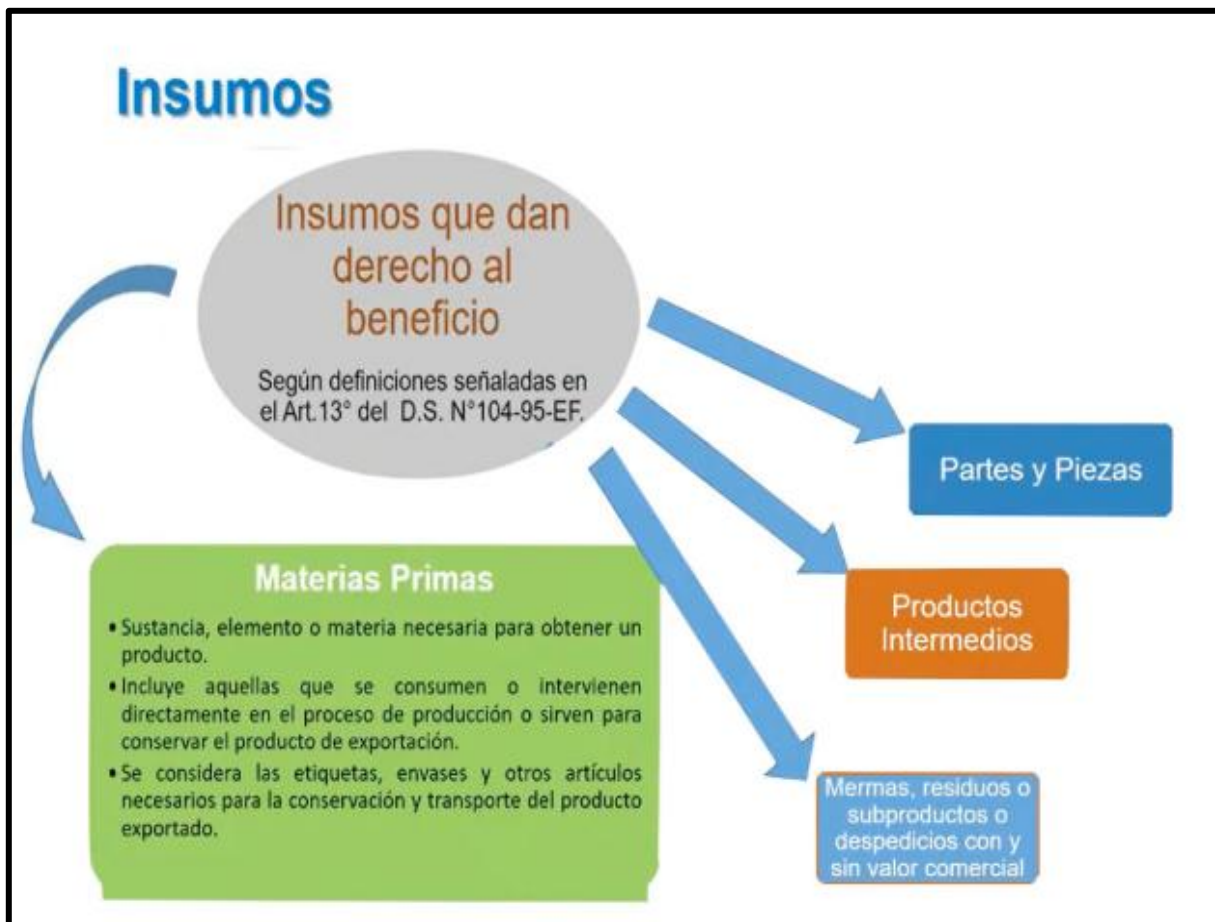 Insumos
Insumos que dan
derecho al
beneficio
Según definiciones señaladas en
el Art.13° del D.S. N°104-95-EF.
Materias Primas
• Sustancia, elemento o materia necesaria para obtener un
producto.
• Incluye aquellas que se consumen o intervienen
directamente en el proceso de producción o sirven para
conservar el producto de exportación.
• Se considera las etiquetas, envases y otros artículos
necesarios para la conservación y transporte del producto
exportado.
Partes y Piezas
Productos
Intermedios
Mermas, residuos o
subproductos o
despedicios con y
sin valor comercial